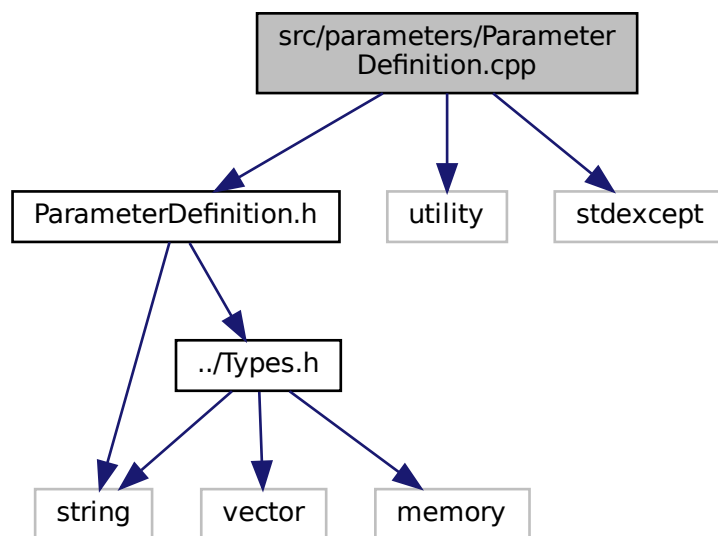 src/parameters/Parameter
Definition.cpp
ParameterDefinition.h
utility
stdexcept
../Types.h
string
vector
memory